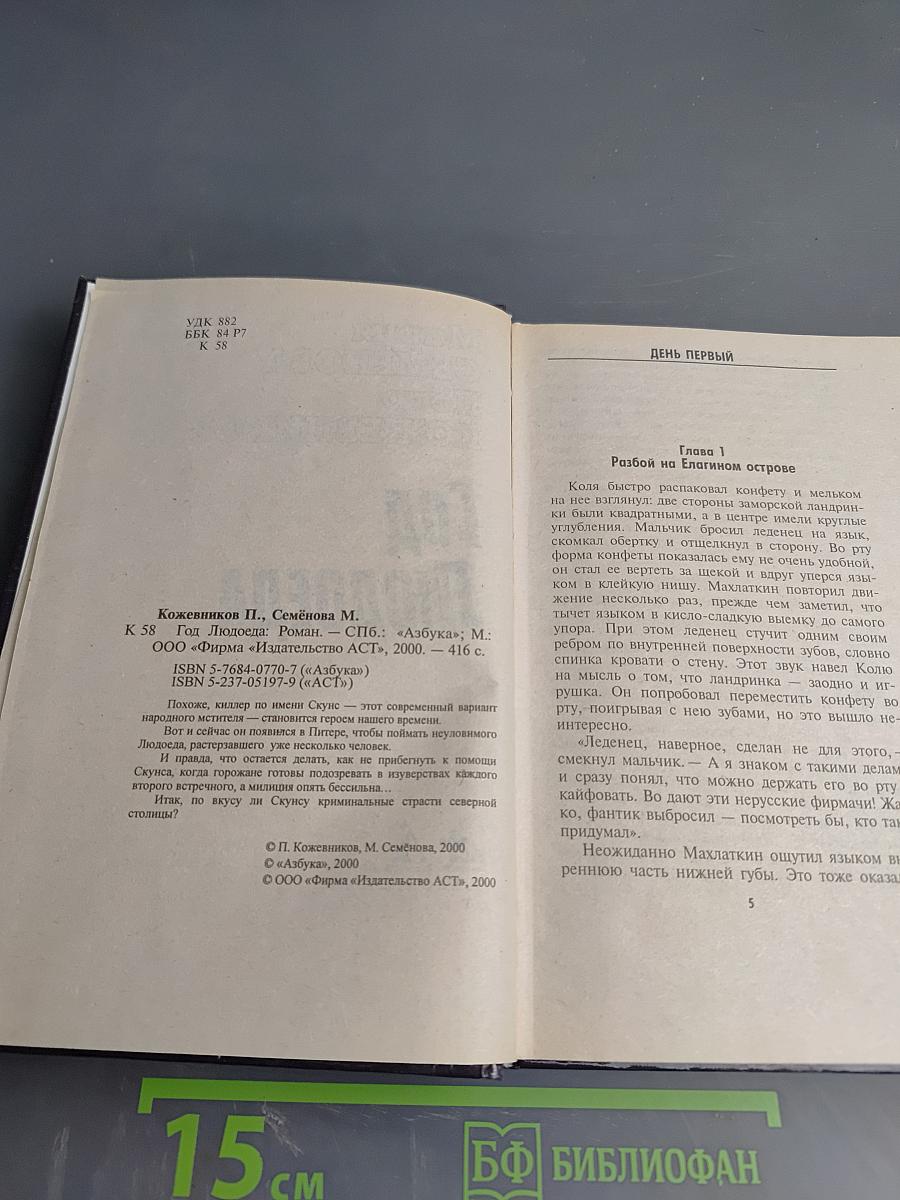 УДК 882
ББК 84 Р7
К 58
Кожевников П., Семёнова М.
К 58 Год Людоеда: Роман. — СПб.: «Азбука»; М.:
ООО «Фирма «Издательство АСТ», 2000. — 416 с.
ISBN 5-7684-0770-7 («Азбука»)
ISBN 5-237-05197-9 («АСТ»)
Похоже, киллер по имени Скунс — этот современный вариант
народного мстителя — становится героем нашего времени.
Вот и сейчас он появился в Питере, чтобы поймать неуловимого
Людоеда, растерзавшего уже несколько человек.
И правда, что остается делать, как не прибегнуть к помощи
Скунса, когда горожане готовы подозревать в изуверствах каждого
второго встречного, а милиция опять бессильна...
Итак, по вкусу ли Скунсу криминальные страсти северной
столицы?
© П. Кожевников, М. Семёнова, 2000
© «Азбука», 2000
© ООО «Фирма «Издательство АСТ», 2000
ДЕНЬ ПЕРВЫЙ
Глава 1
Разбой на Елагином острове
Коля быстро распаковал конфету и мельком
на нее взглянул: две стороны заморской ландрин-
ки были квадратными, а в центре имели круглые
углубления. Мальчик бросил леденец на язык,
скомкал обертку и отщелкнул в сторону. Во рту
форма конфеты показалась ему не очень удобной,
он стал ее вертеть за щекой и вдруг уперся язы-
ком в клейкую нишу. Махлаткин повторил дви-
жение несколько раз, прежде чем заметил, что
тычет языком в кисло-сладкую выемку до самого
упора. При этом леденец стучит одним своим
ребром по внутренней поверхности зубов, словно
спинка кровати о стену. Этот звук навел Колю
на мысль о том, что ландринка — заодно и иг-
рушка. Он попробовал переместить конфету во
рту, поигрывая с нею зубами, но это вышло не-
интересно.
«Леденец, наверное, сделан не для этого,—
смекнул мальчик.— А я знаком с такими делам
и сразу понял, что можно держать его во рту
кайфовать. Во дают эти нерусские фирмачи! Жа
ко, фантик выбросил — посмотреть бы, кто так
придумал».
Неожиданно Махлаткин ощутил языком вн
реннюю часть нижней губы. Это тоже оказа
5
15 СМ
БФ БИБЛИОФАН